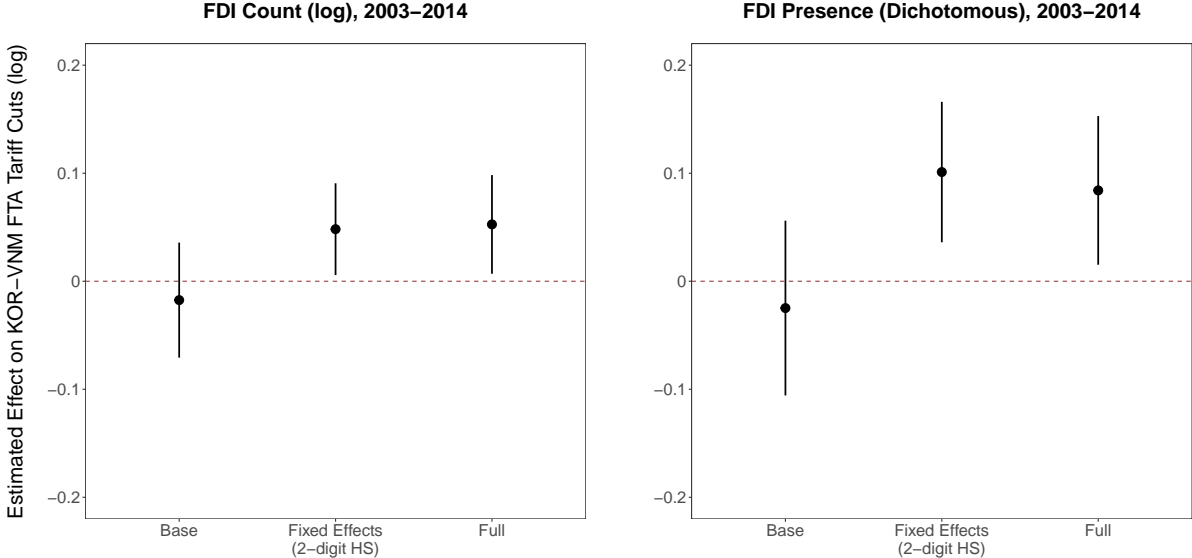 FDI Count (log), 2003−2014
FDI Presence (Dichotomous), 2003−2014
Estimated Effect on KOR−VNM FTA Tariff Cuts (log)
0.2
0.1
0
−0.1
−0.2
Base
Fixed Effects
(2−digit HS)
Full
0.2
0.1
0
−0.1
−0.2
Base
Fixed Effects
(2−digit HS)
Full